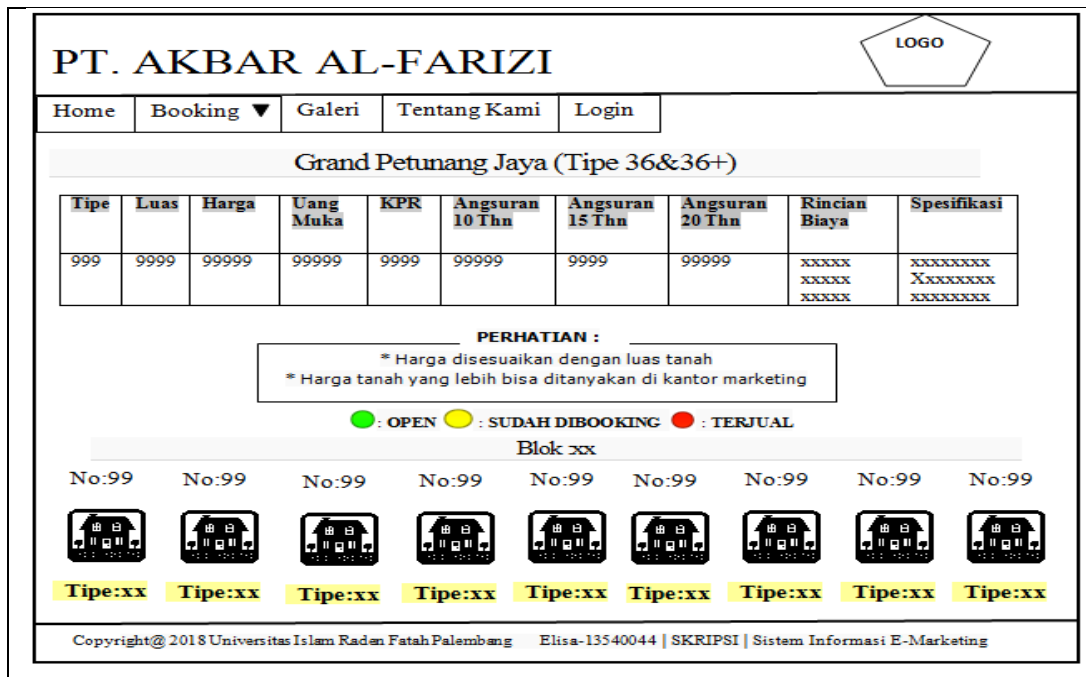 LOGO
PT. AKBAR AL-FARIZI
Home Booking ▼ Galeri Tentang Kami Login
Grand Petunang Jaya (Tipe 36&36+)
Tipe Luas Harga Uang Muka KPR Angsuran 10 Thn Angsuran 15 Thn Angsuran 20 Thn Rincian Biaya Spesifikasi
999 9999 99999 99999 9999 99999 9999 99999 xxxxx xxxxxxxx
xxxxx Xxxxxxxx
xxxxx xxxxxxxx
PERHATIAN :
* Harga disesuaikan dengan luas tanah
* Harga tanah yang lebih bisa ditanyakan di kantor marketing
: OPEN : SUDAH DIBOOKING : TERJUAL
Blok xx
No:99 No:99 No:99 No:99 No:99 No:99 No:99 No:99 No:99
Tipe:xx Tipe:xx Tipe:xx Tipe:xx Tipe:xx Tipe:xx Tipe:xx Tipe:xx Tipe:xx
Copyright@ 2018 Universitas Islam Raden Fatah Palembang Elisa-13540044 | SKRIPSI | Sistem Informasi E-Marketing